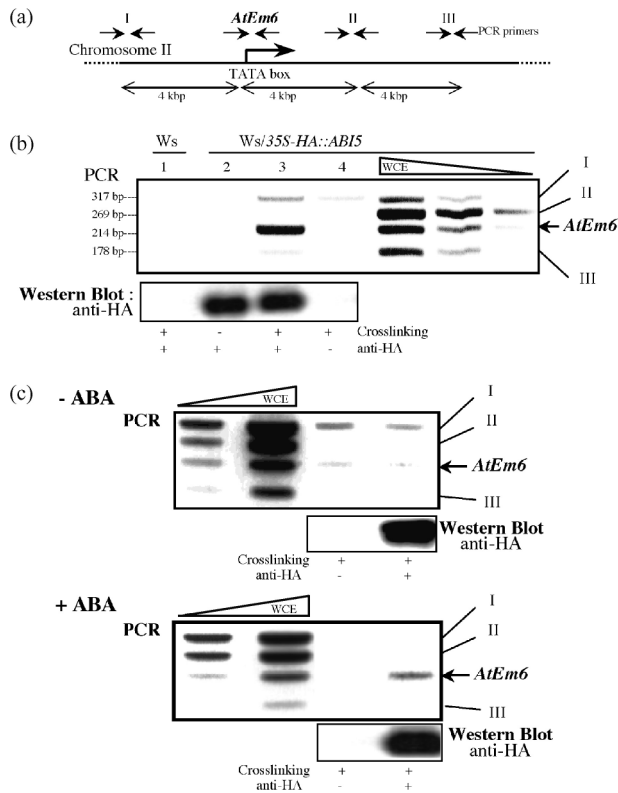 (a)
I AtEm6 II III
PCR primers
Chromosome II
TATA box
4 kbp 4 kbp 4 kbp
(b)
Ws Ws/35S-HA::ABI5
1 2 3 4 WCE
PCR
I
317 bp---
II
269 bp---
214 bp---
AtEm6
178 bp---
III
Western Blot :
anti-HA
+ - + + Crosslinking
+ + + - anti-HA
(c)
- ABA
WCE
PCR
I
II
AtEm6
III
Western Blot
anti-HA
Crosslinking + +
anti-HA - +
+ ABA
WCE
PCR
I
II
AtEm6
III
Western Blot
anti-HA
Crosslinking + +
anti-HA - +